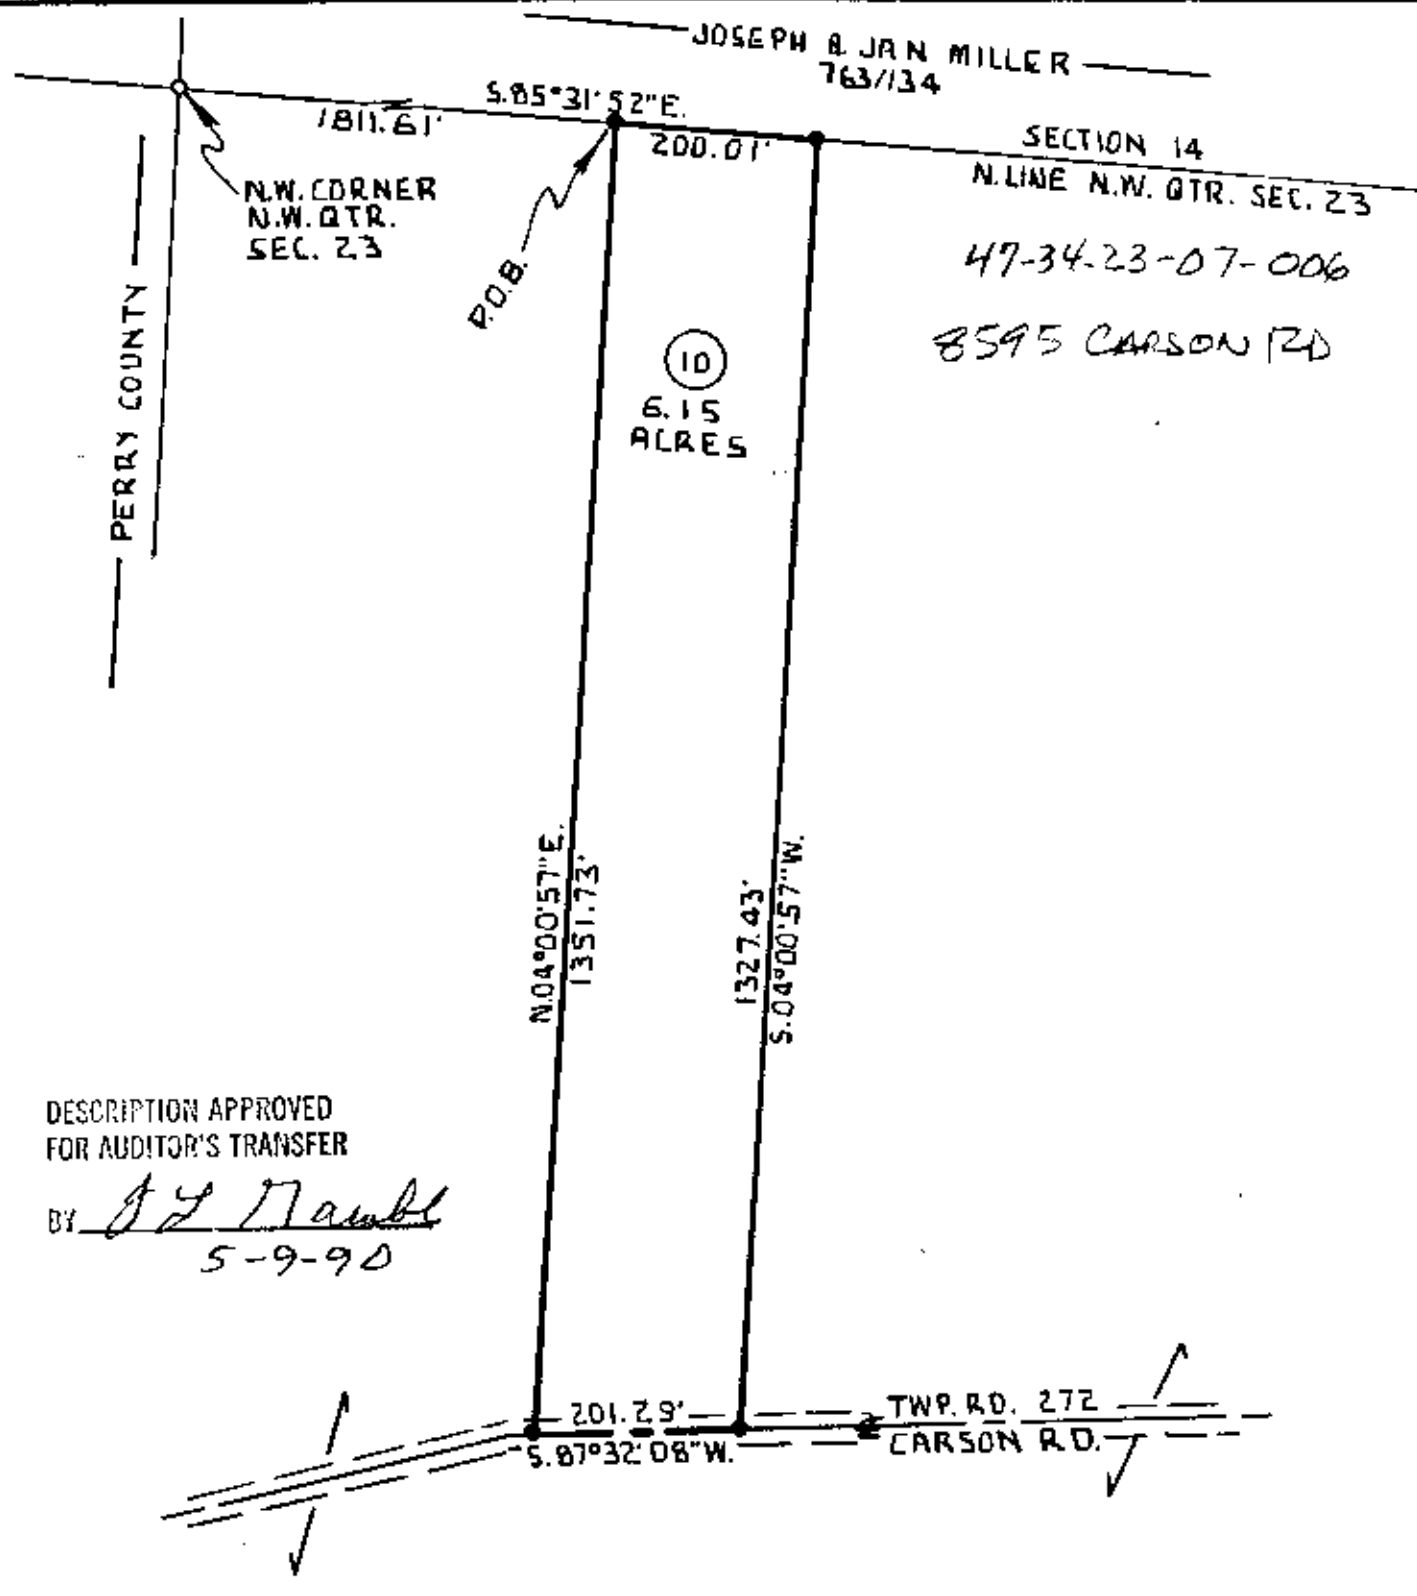 JOSEPH & JAN MILLER
763/134
S.85°31'52"E.
1811.61'
200.01'
SECTION 14
N.LINE N.W. QTR. SEC. 23
N.W. CORNER
N.W. QTR.
SEC. 23
P.O.B.
47-34-23-07-006
8595 CARSON RD
PERRY COUNTY
10
6.15
ACRES
N.04°00'57"E.
1351.73'
1327.43'
S.04°00'57"W.
DESCRIPTION APPROVED
FOR AUDITOR'S TRANSFER
BY
5-9-90
201.29'
S.87°32'08"W.
TWP. RD. 272
CARSON RD.